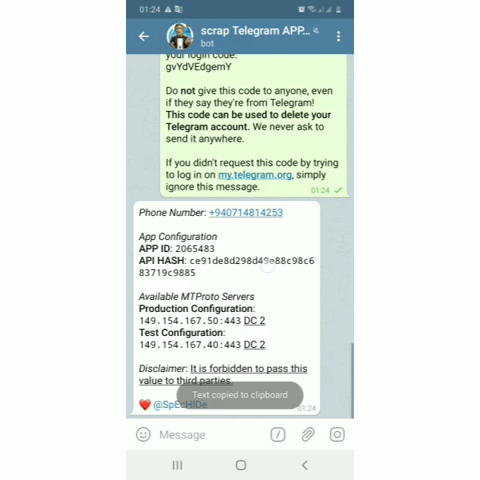 01:24
scrap Telegram APP...
bot
your login code:
gvYdVEdgemY
Do not give this code to anyone, even
if they say they're from Telegram!
This code can be used to delete your
Telegram account. We never ask to
send it anywhere.
If you didn't request this code by trying
to log in on my.telegram.org, simply
ignore this message.
01:24
Phone Number: +940714814253
App Configuration
APP ID: 2065483
API HASH: ce91de8d298d49e88c98c6
83719c9885
Available MTProto Servers
Production Configuration:
149.154.167.50:443 DC 2
Test Configuration:
149.154.167.40:443 DC 2
Disclaimer: It is forbidden to pass this
value to third parties.
Text copied to clipboard
@SpEcHIDe
01:24
Message